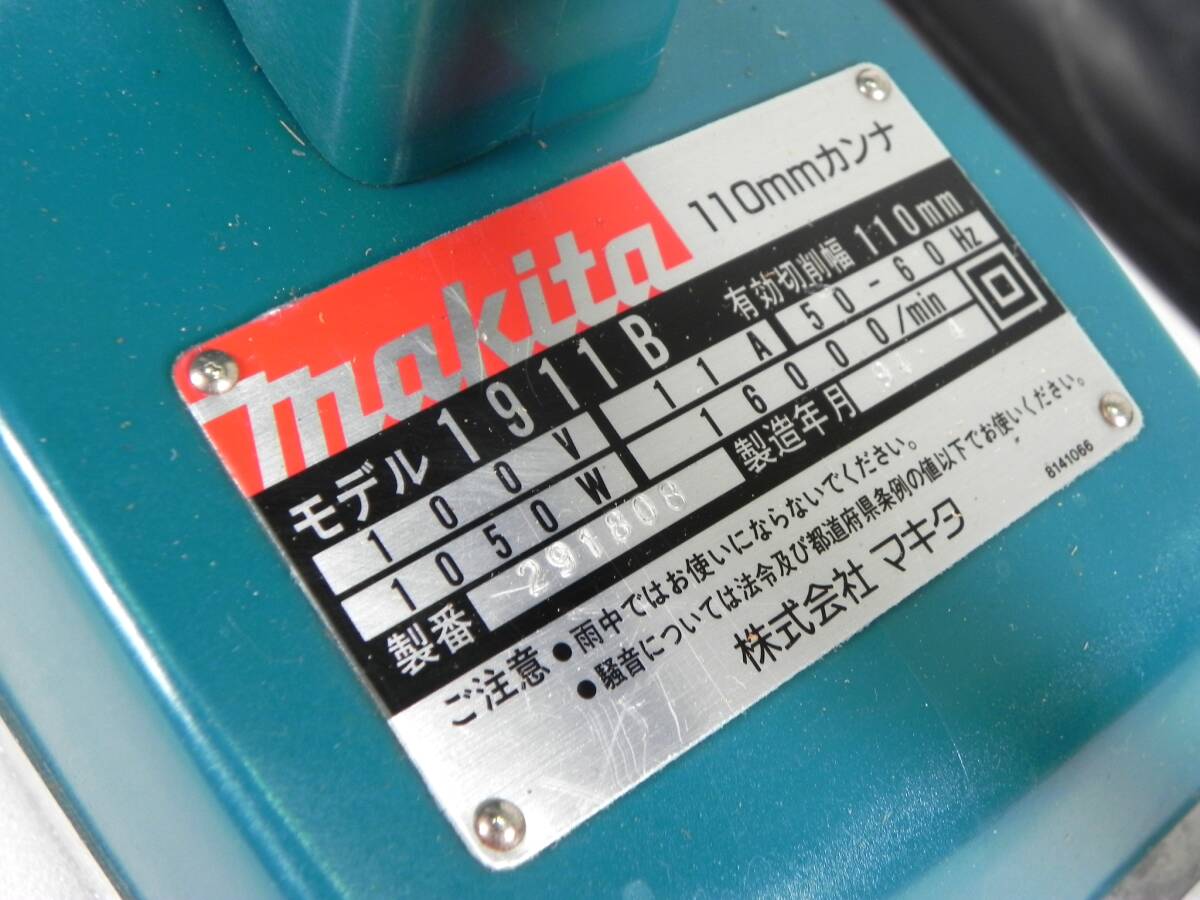 makita 110mmカンナ
モデル 1911B 有効切削幅 110mm
100V 11A 50-60Hz
1050W 16000/min
製番 291808 製造年月
ご注意 ●雨中ではお使いにならないでください。
●騒音については法令及び都道府県条例の値以下でお使いください。
株式会社 マキタ
8141066